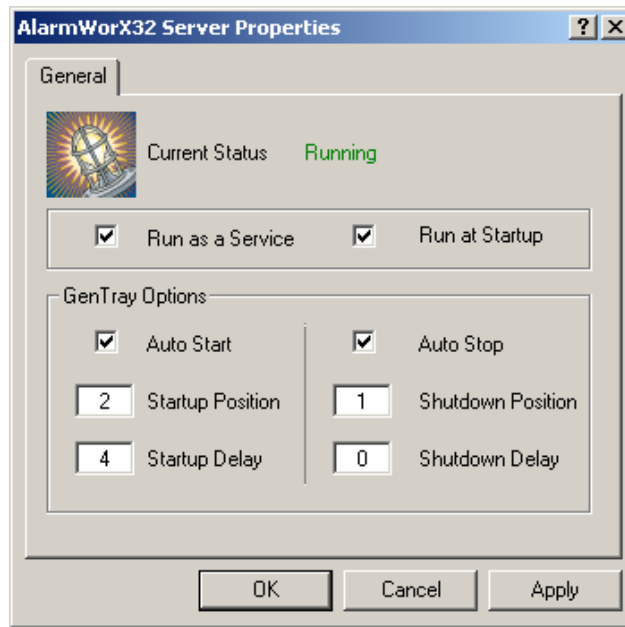 AlarmWorX32 Server Properties
General
Current Status Running
Run as a Service Run at Startup
GenTray Options
Auto Start Auto Stop
2 Startup Position 1 Shutdown Position
4 Startup Delay 0 Shutdown Delay
OK Cancel Apply